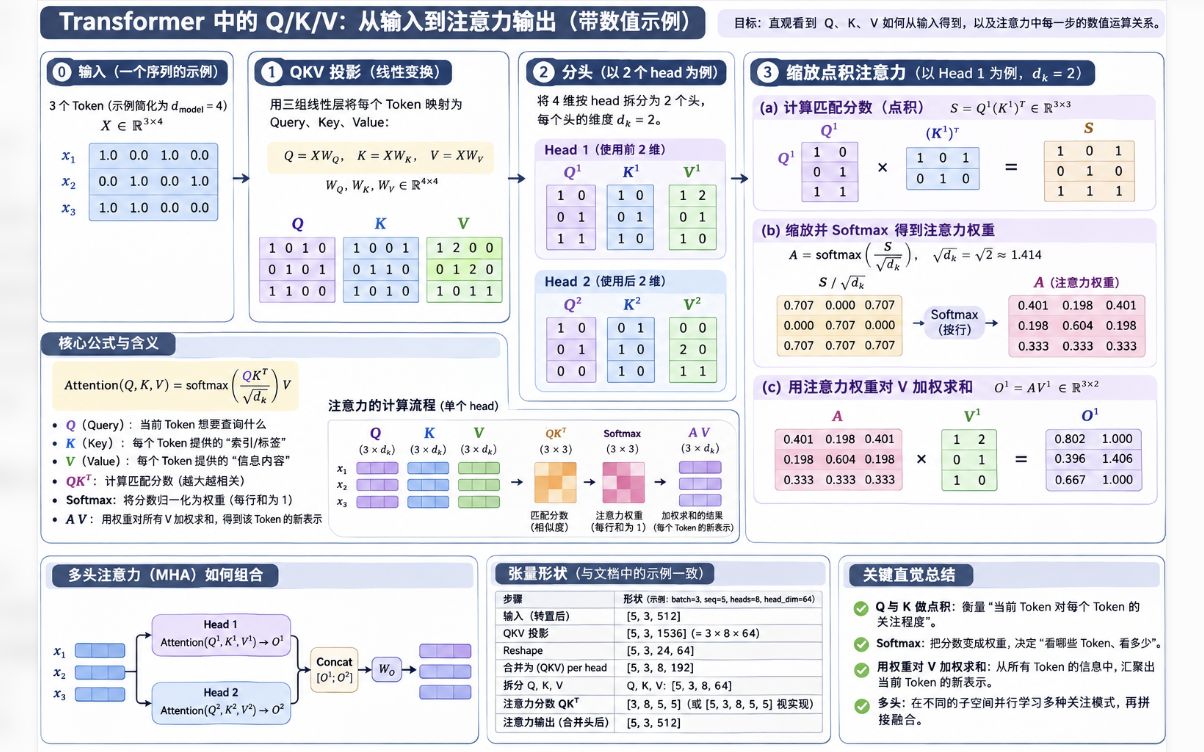 Transformer 中的 Q/K/V：从输入到注意力输出（带数值示例）
目标：直观看到 Q、K、V 如何从输入得到，以及注意力中每一步的数值运算关系。
0 输入（一个序列的示例）
3 个 Token (示例简化为 d_model = 4)
X ∈ ℝ^{3×4}
x₁ 1.0 0.0 1.0 0.0
x₂ 0.0 1.0 0.0 1.0
x₃ 1.0 1.0 0.0 0.0
1 QKV 投影（线性变换）
用三组线性层将每个 Token 映射为
Query、Key、Value：
Q = XW_Q, K = XW_K, V = XW_V
W_Q, W_K, W_V ∈ ℝ^{4×4}
Q K V
1 0 1 0 1 0 0 1 1 2 0 0
0 1 0 1 0 1 1 0 0 1 2 0
1 1 0 0 1 0 1 0 1 0 1 1
2 分头（以 2 个 head 为例）
将 4 维按 head 拆分为 2 个头，
每个头的维度 d_k = 2。
Head 1（使用前 2 维）
Q¹ K¹ V¹
1 0 1 0 1 2
0 1 0 1 0 1
1 1 1 0 1 0
Head 2（使用后 2 维）
Q² K² V²
1 0 0 1 0 0
0 1 1 0 2 0
0 0 1 0 1 1
3 缩放点积注意力（以 Head 1 为例，d_k = 2）
(a) 计算匹配分数（点积） S = Q¹(K¹)^T ∈ ℝ^{3×3}
Q¹ (K¹)^T S
Q¹ 1 0 1 0 1 1 0 1
0 1 × 0 1 0 = 0 1 0
1 1 1 1 1
(b) 缩放并 Softmax 得到注意力权重
A = softmax(S / √d_k), √d_k = √2 ≈ 1.414
S / √d_k A（注意力权重）
0.707 0.000 0.707 0.401 0.198 0.401
0.000 0.707 0.000 Softmax（按行） 0.198 0.604 0.198
0.707 0.707 0.707 0.333 0.333 0.333
(c) 用注意力权重对 V 加权求和 O¹ = AV¹ ∈ ℝ^{3×2}
A V¹ O¹
0.401 0.198 0.401 1 2 0.802 1.000
0.198 0.604 0.198 × 0 1 = 0.396 1.406
0.333 0.333 0.333 1 0 0.667 1.000
核心公式与含义
Attention(Q, K, V) = softmax(QK^T / √d_k) V
• Q（Query）：当前 Token 想要查询什么
• K（Key）：每个 Token 提供的“索引/标签”
• V（Value）：每个 Token 提供的“信息内容”
• QK^T：计算匹配分数 (越大越相关)
• Softmax：将分数归一化为权重 (每行和为 1)
• A V：用权重对所有 V 加权求和，得到该 Token 的新表示
注意力的计算流程 (单个 head)
Q K V QK^T Softmax A V
(3 × d_k) (3 × d_k) (3 × d_k) (3 × 3) (3 × 3) (3 × d_k)
x₁
x₂
x₃
匹配分数 注意力权重 加权求和的结果
(相似度) (每行和为 1) (每个 Token 的新表示)
多头注意力（MHA）如何组合
x₁
x₂
x₃
Head 1
Attention(Q¹, K¹, V¹) → O¹
Head 2
Attention(Q², K², V²) → O²
Concat
[O¹; O²]
W_O
张量形状（与文档中的示例一致）
步骤 形状（示例：batch=3, seq=5, heads=8, head_dim=64）
输入（转置后） [5, 3, 512]
QKV 投影 [5, 3, 1536] (= 3 × 8 × 64)
Reshape [5, 3, 24, 64]
合并为 (QKV) per head [5, 3, 8, 192]
拆分 Q, K, V Q, K, V: [5, 3, 8, 64]
注意力分数 QK^T [3, 8, 5, 5]（或 [5, 3, 8, 5, 5] 视实现）
注意力输出（合并头后） [5, 3, 512]
关键直觉总结
Q 与 K 做点积：衡量“当前 Token 对每个 Token 的
关注程度”。
Softmax：把分数变成权重，决定“看哪些 Token、看多少”。
用权重对 V 加权求和：从所有 Token 的信息中，汇聚出
当前 Token 的新表示。
多头：在不同的子空间并行学习多种关注模式，再拼
接融合。